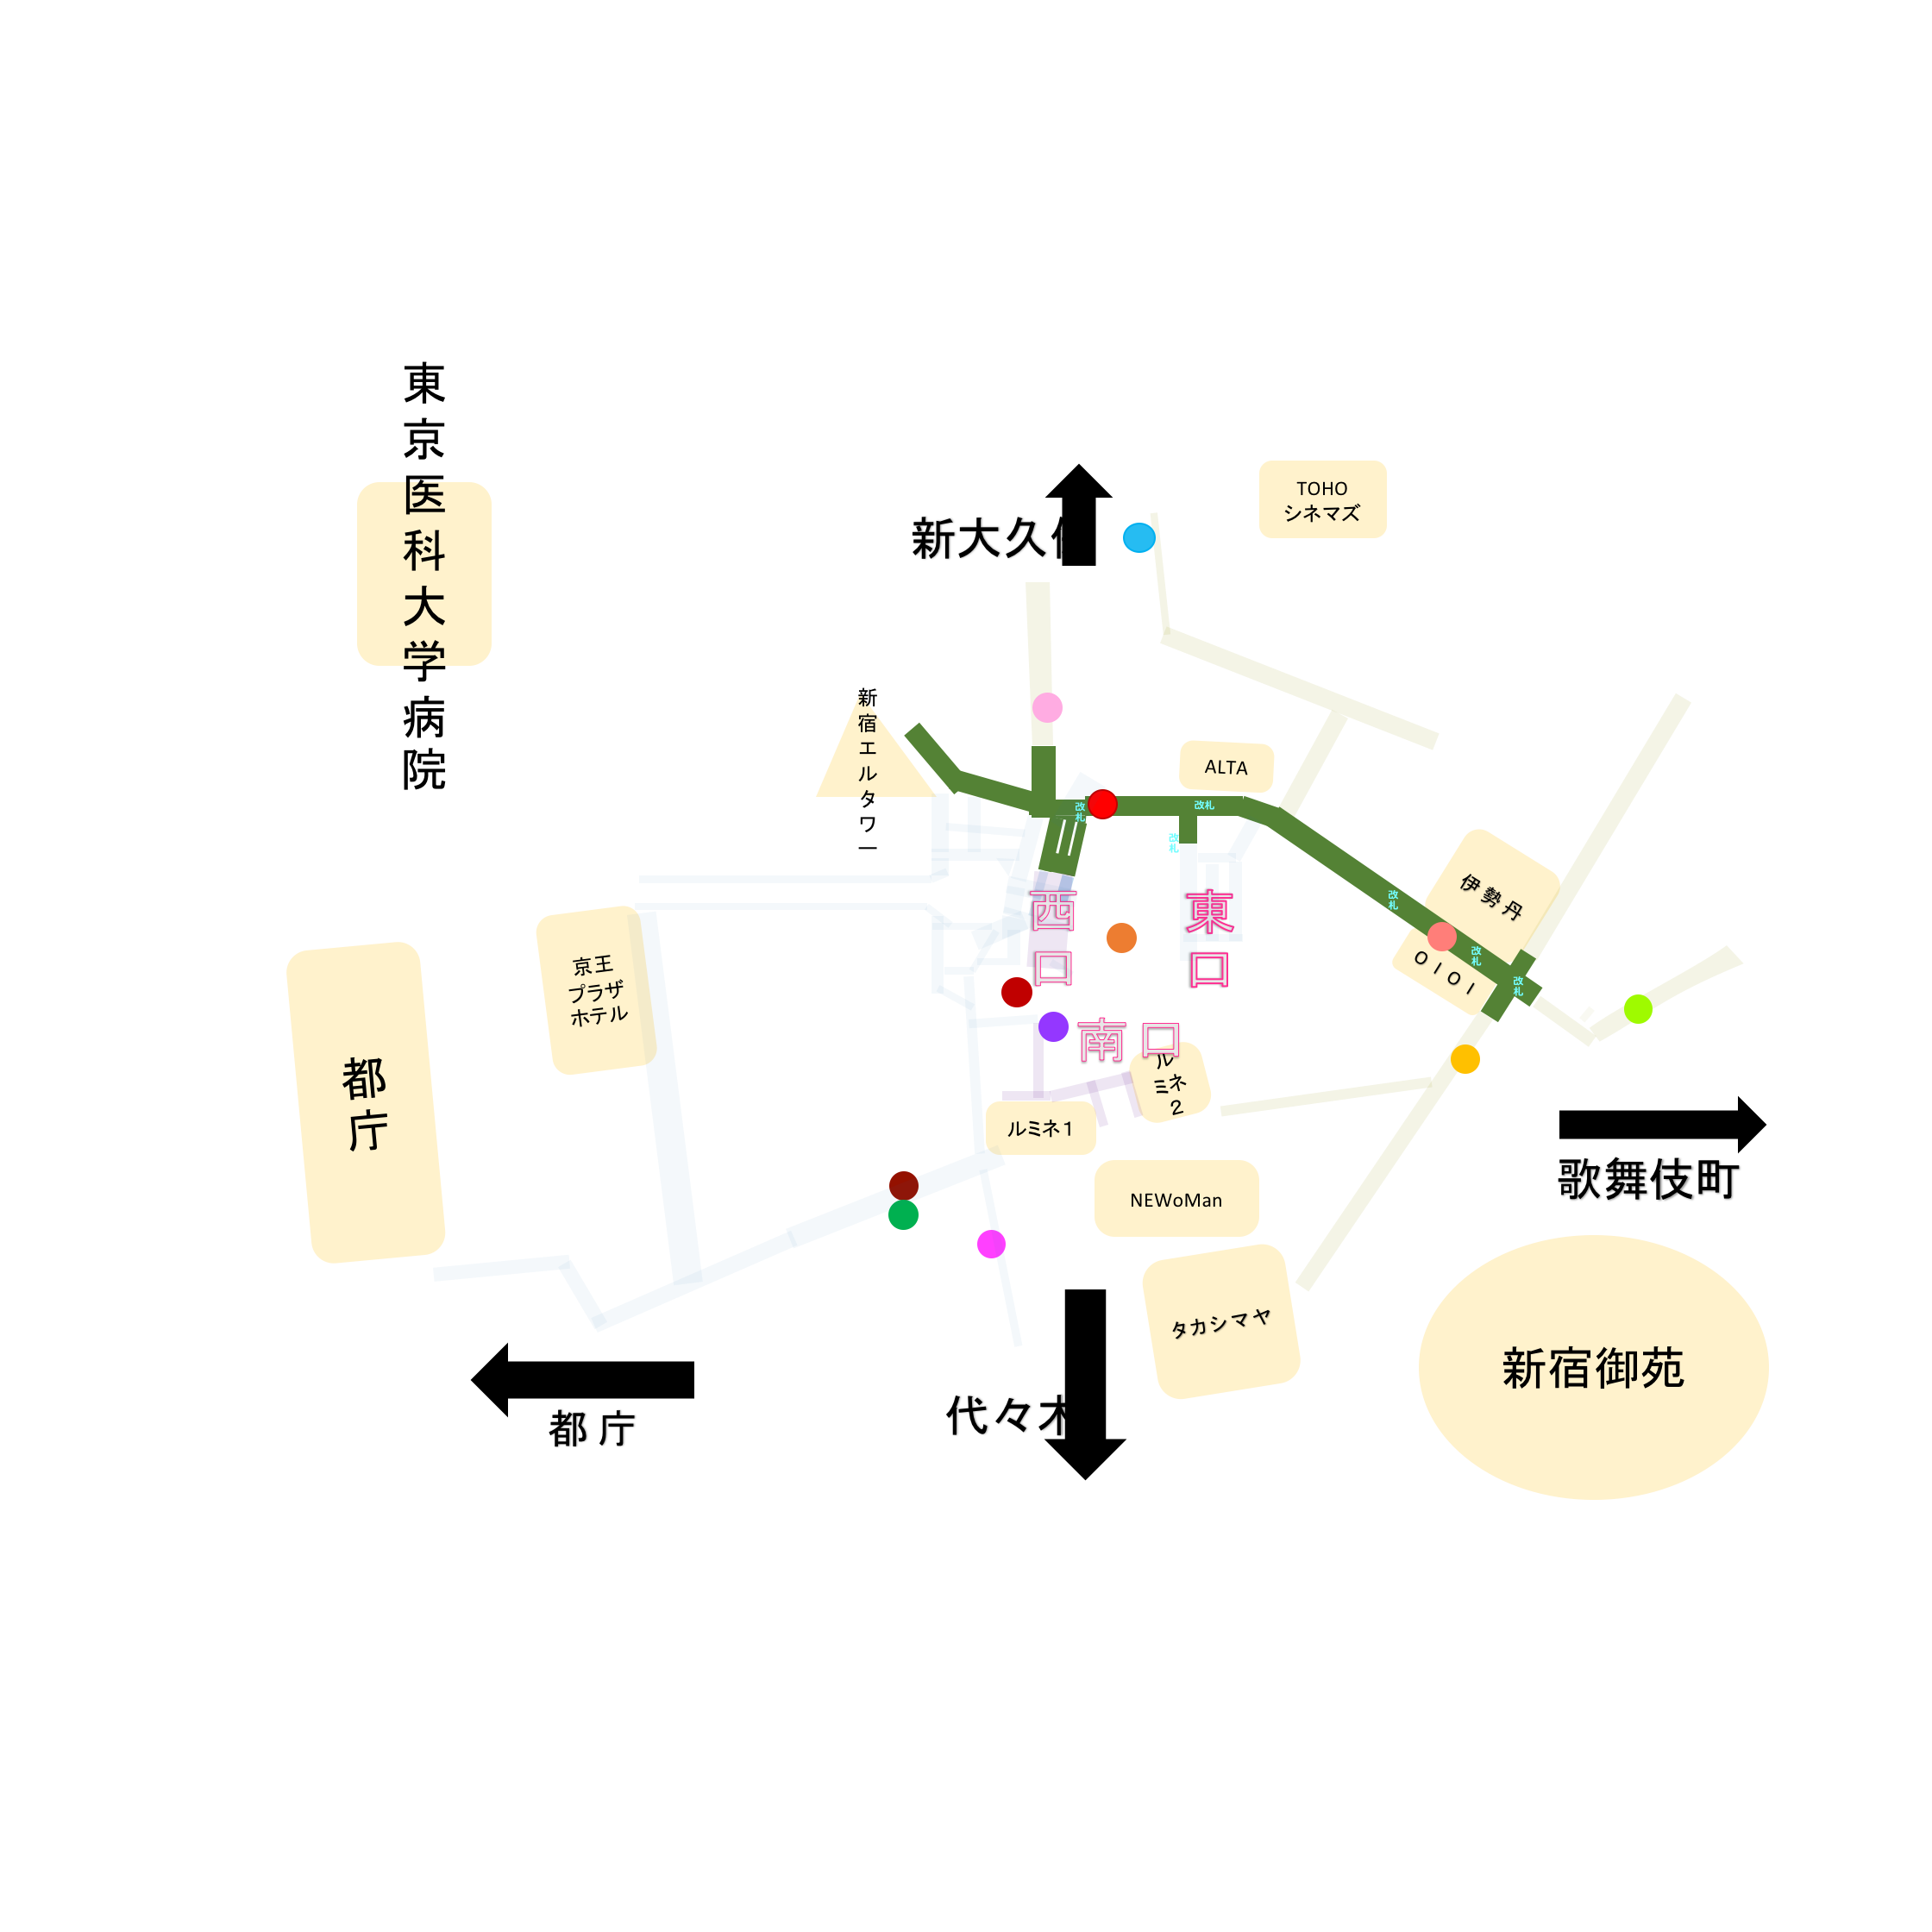 東京医科大学病院
TOHO
シネマズ
新大久
新宿エルタワー
ALTA
改札
改札
改札
改札
伊勢丹
改札
改札
OIOI
西口
東口
京王
プラザ
ホテル
南口
都庁
ルミネ2
ルミネ1
歌舞伎町
NEWoMan
タカシマヤ
新宿御苑
都庁
代々木